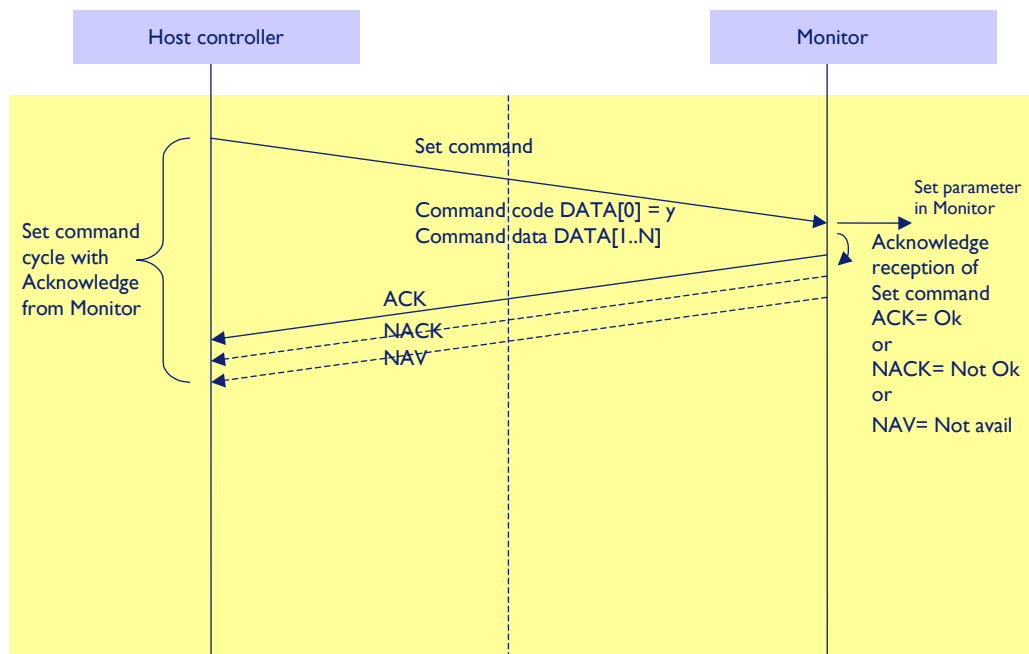 Host controller
Monitor
Set command
Command code DATA[0] = y
Command data DATA[1..N]
Set parameter
in Monitor
Set command
cycle with
Acknowledge
from Monitor
Acknowledge
reception of
Set command
ACK= Ok
or
NACK= Not Ok
or
NAV= Not avail
ACK
NACK
NAV